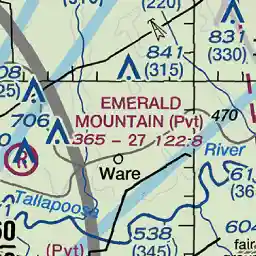 (220)
841
(315)
831
(330)
EMERALD
MOUNTAIN (Pvt)
365 - 27 122.8
470
706
R
Ware
River
Tallapoosa
538
(345)
(Pvt)